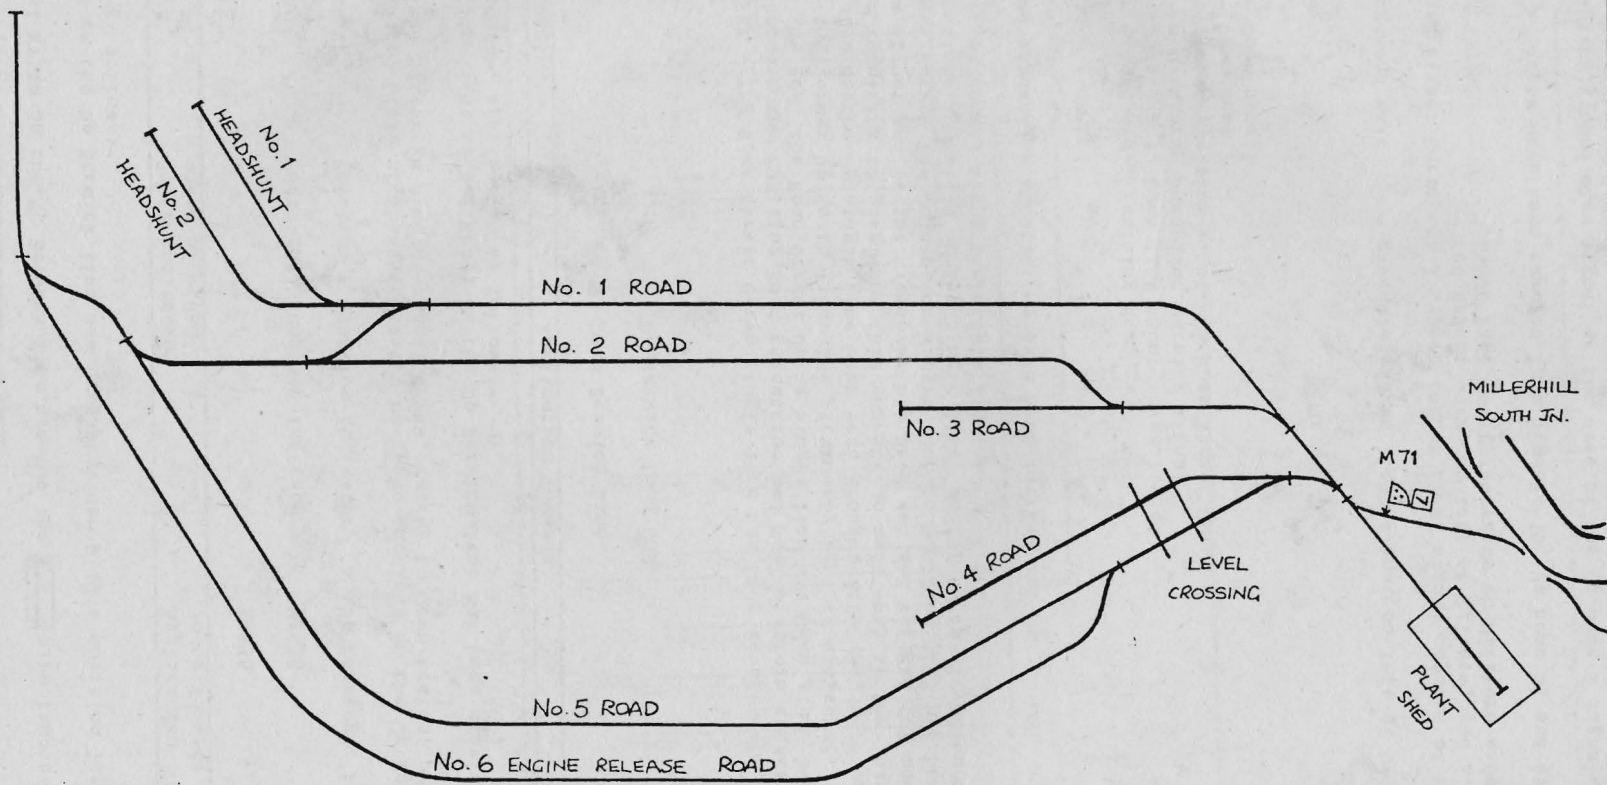 No. 1
HEADSHUNT
No. 2
HEADSHUNT
No. 1 ROAD
No. 2 ROAD
No. 3 ROAD
MILLERHILL
SOUTH JN.
M 71
No. 4 ROAD
LEVEL
CROSSING
PLANT
SHED
No. 5 ROAD
No. 6 ENGINE RELEASE ROAD